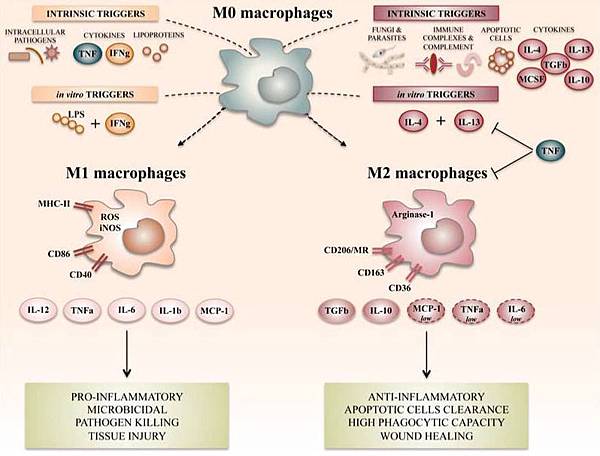 M0 macrophages
INTRINSIC TRIGGERS
INTRACELLULAR
PATHOGENS
CYTOKINES
LIPOPROTEINS
TNF
IFNg
in vitro TRIGGERS
LPS
+
IFNg
INTRINSIC TRIGGERS
FUNGI &
PARASITES
IMMUNE
COMPLEXES &
COMPLEMENT
APOPTOTIC
CELLS
CYTOKINES
IL-4
IL-13
TGFb
MCSF
IL-10
in vitro TRIGGERS
IL-4
+
IL-13
TNF
M1 macrophages
MHC-II
ROS
iNOS
CD86
CD40
IL-12
TNFa
IL-6
IL-1b
MCP-1
PRO-INFLAMMATORY
MICROBICIDAL
PATHOGEN KILLING
TISSUE INJURY
M2 macrophages
Arginase-1
CD206/MR
CD163
CD36
TGFb
IL-10
MCP-1
low
TNFa
low
IL-6
low
ANTI-INFLAMMATORY
APOPTOTIC CELLS CLEARANCE
HIGH PHAGOCYTIC CAPACITY
WOUND HEALING